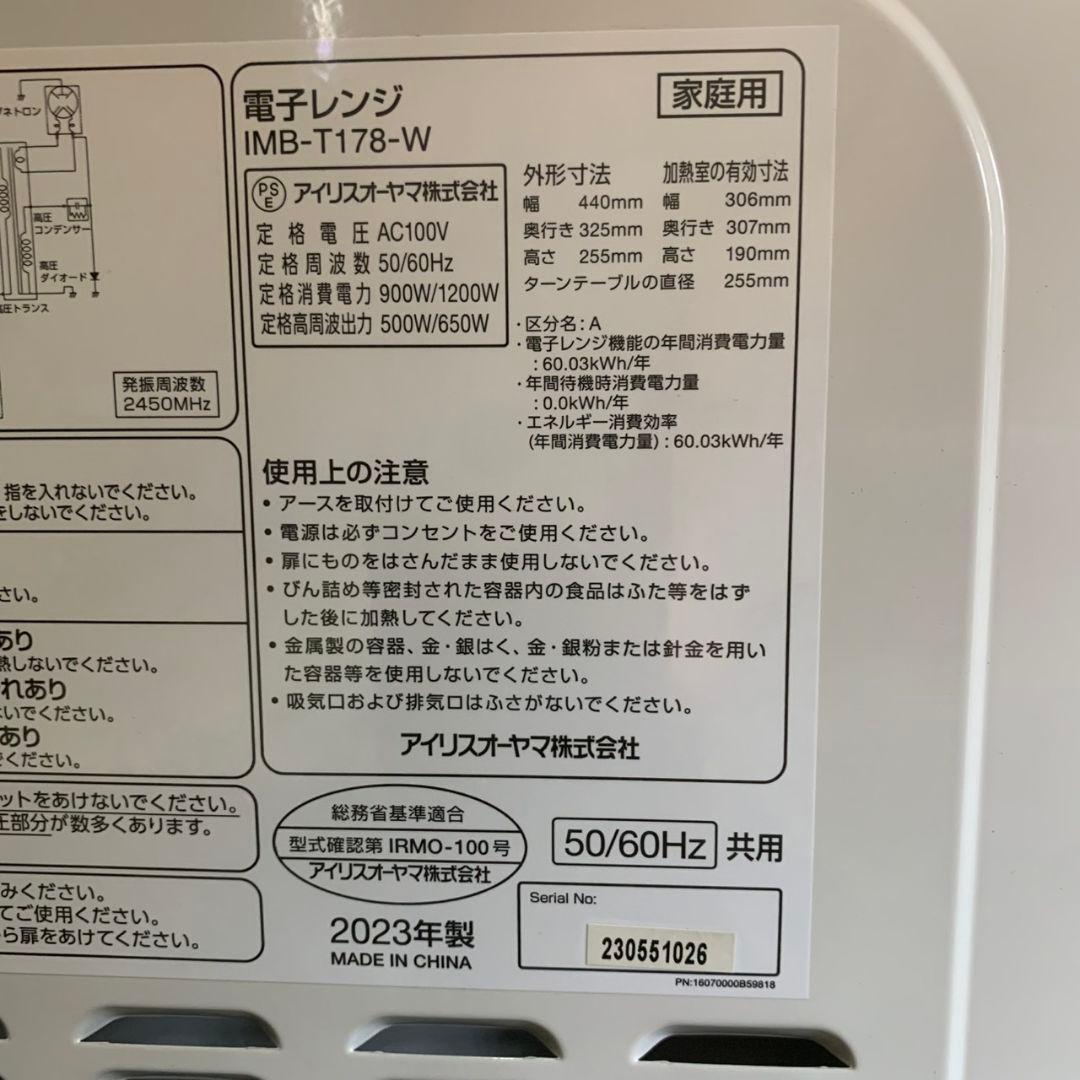 ネトロン
高圧
コンデンサー
高圧
ダイオード
圧トランス
発振周波数
2450MHz
指を入れないでください。
をしないでください。
さい。
あり
熱しないでください。
れあり
いでください。
あり
ください。
ットをあけないでください。
圧部分が数多くあります。
みください。
てご使用ください。
ら扉をあけてください。
電子レンジ
IMB-T178-W
家庭用
PSE アイリスオーヤマ株式会社
定格電圧 AC100V
定格周波数 50/60Hz
定格消費電力 900W/1200W
定格高周波出力 500W/650W
外形寸法
幅 440mm
奥行き 325mm
高さ 255mm
加熱室の有効寸法
幅 306mm
奥行き 307mm
高さ 190mm
ターンテーブルの直径 255mm
・区分名：A
・電子レンジ機能の年間消費電力量
：60.03kWh/年
・年間待機時消費電力量
：0.0kWh/年
・エネルギー消費効率
(年間消費電力量)：60.03kWh/年
使用上の注意
• アースを取付けてご使用ください。
• 電源は必ずコンセントをご使用ください。
• 扉にものをはさんだまま使用しないでください。
• びん詰め等密封された容器内の食品はふた等をはず
した後に加熱してください。
• 金属製の容器、金・銀はく、金・銀粉または針金を用い
た容器等を使用しないでください。
• 吸気口および排気口はふさがないでください。
アイリスオーヤマ株式会社
総務省基準適合
型式確認第 IRMO-100号
アイリスオーヤマ株式会社
50/60Hz 共用
2023年製
MADE IN CHINA
Serial No:
230551026
PN:16070000B59818